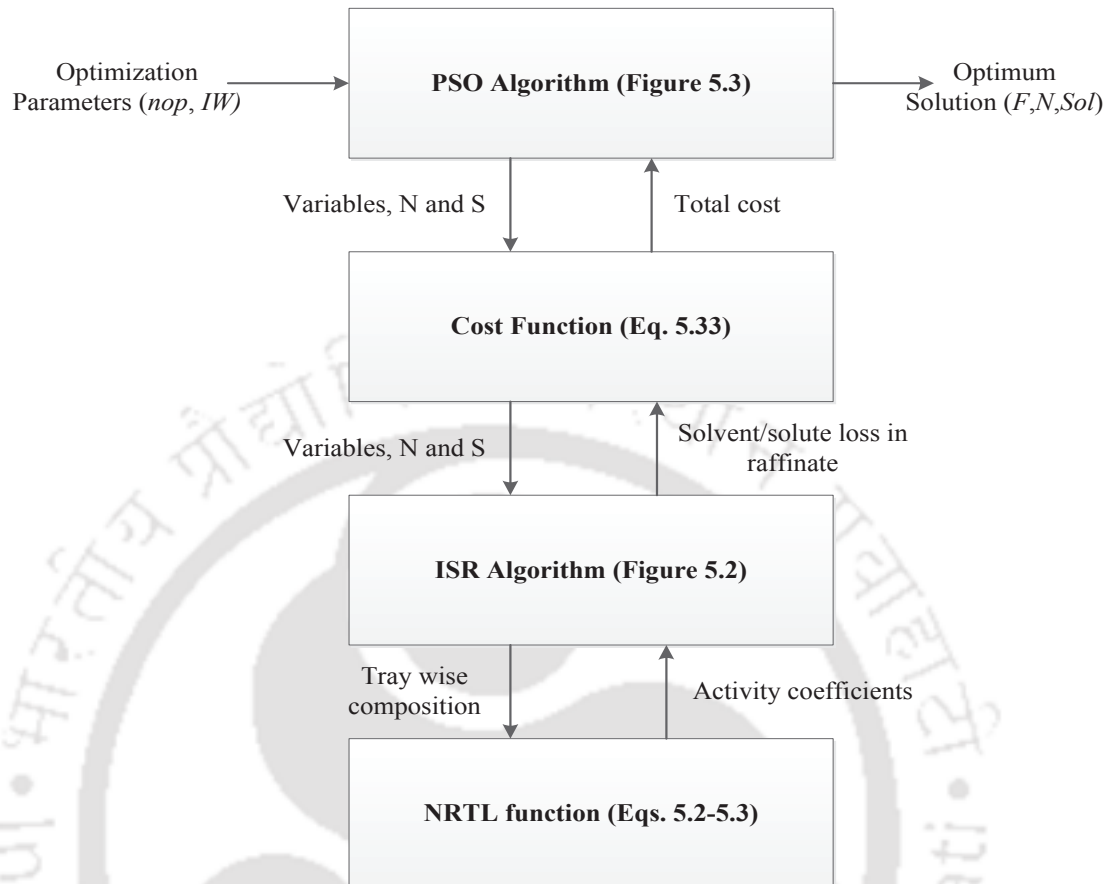 Optimization
Parameters (nop, IW)
PSO Algorithm (Figure 5.3)
Optimum
Solution (F,N,Sol)
Variables, N and S
Total cost
Cost Function (Eq. 5.33)
Variables, N and S
Solvent/solute loss in
raffinate
ISR Algorithm (Figure 5.2)
Tray wise
composition
Activity coefficients
NRTL function (Eqs. 5.2-5.3)
भारतीय प्रौद्योगिकी